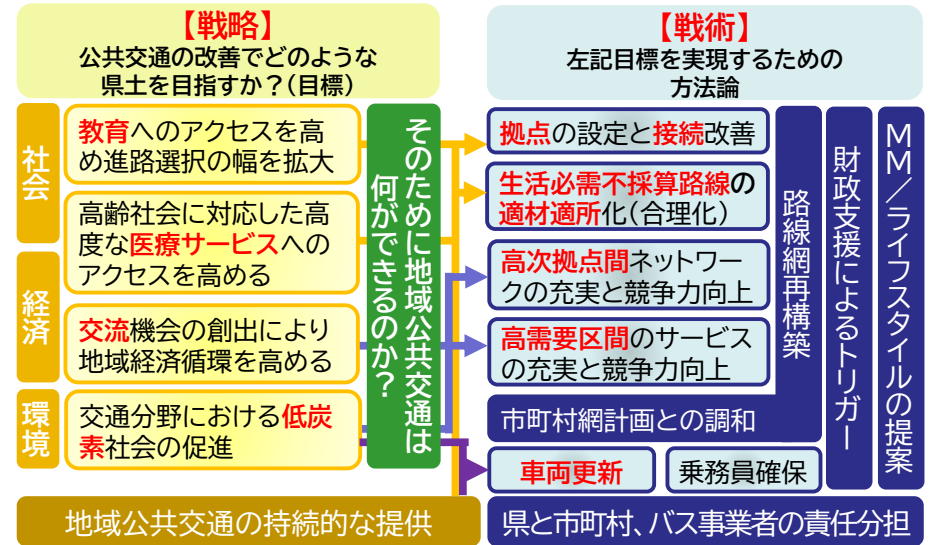 【戦略】
公共交通の改善でどのような
県土を目指すか？（目標）
社会
教育へのアクセスを高
め進路選択の幅を拡大
高齢社会に対応した高
度な医療サービスへの
アクセスを高める
経済
交流機会の創出により
地域経済循環を高める
環境
交通分野における低炭
素社会の促進
そのために地域公共交通は
何ができるのか？
地域公共交通の持続的な提供
【戦術】
左記目標を実現するための
方法論
拠点の設定と接続改善
生活必需不採算路線の
適材適所化（合理化）
高次拠点間ネットワー
クの充実と競争力向上
高需要区間のサービス
の充実と競争力向上
市町村網計画との調和
路線網再構築
財政支援によるトリガー
ＭＭ／ライフスタイルの提案
車両更新
乗務員確保
県と市町村、バス事業者の責任分担